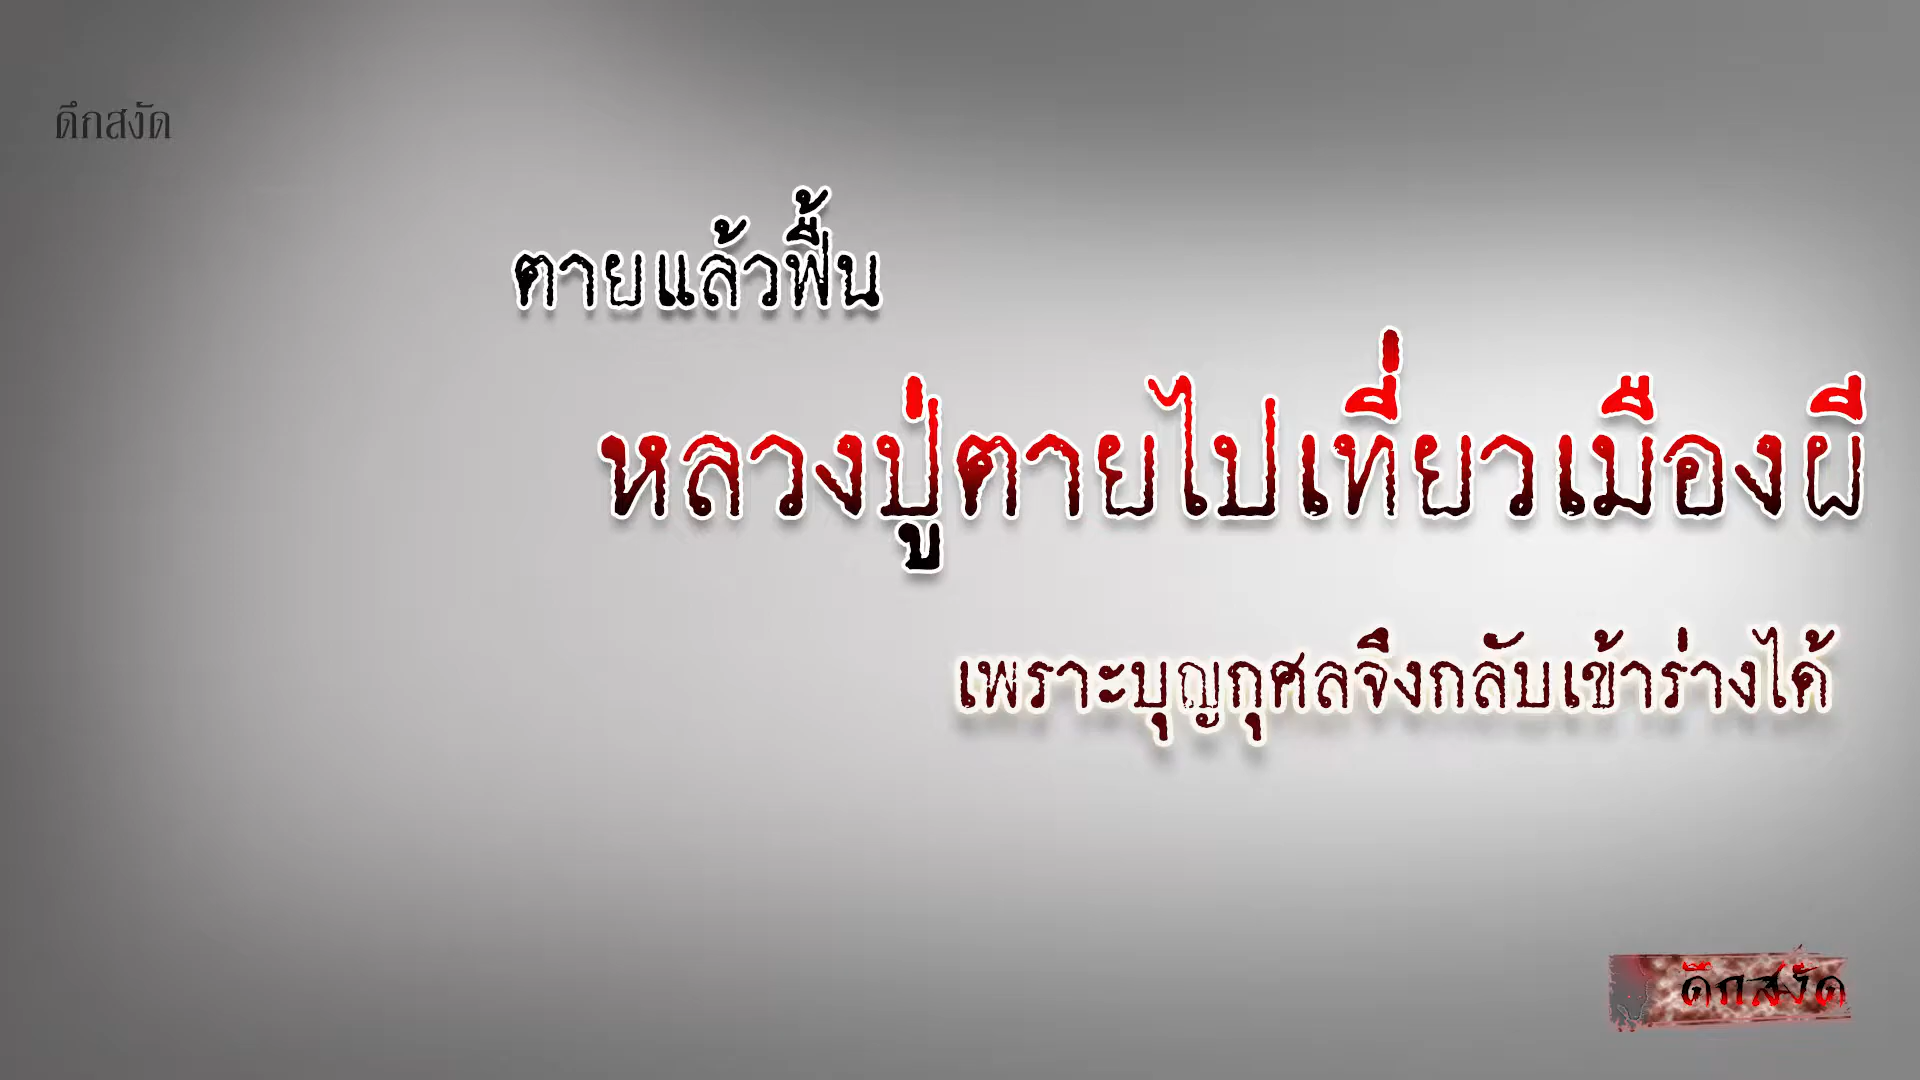 ดึกสงัด
ตายแล้วฟื้น
หลวงปู่ตายไปเที่ยวเมืองผี
เพราะบุญกุศลจึงกลับเข้าร่างได้
ดึกสงัด